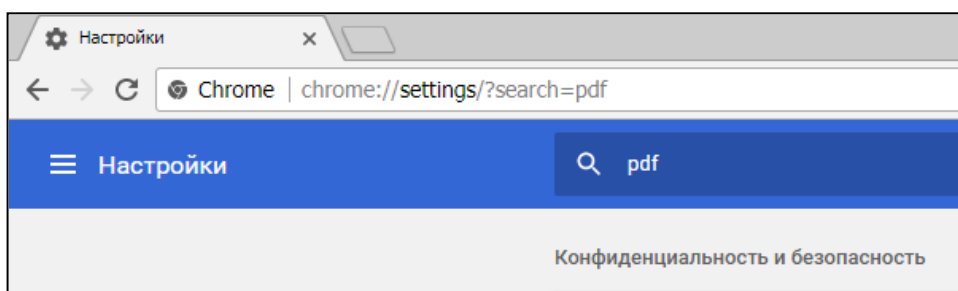 Настройки
Chrome | chrome://settings/?search=pdf
Настройки
pdf
Конфиденциальность и безопасность